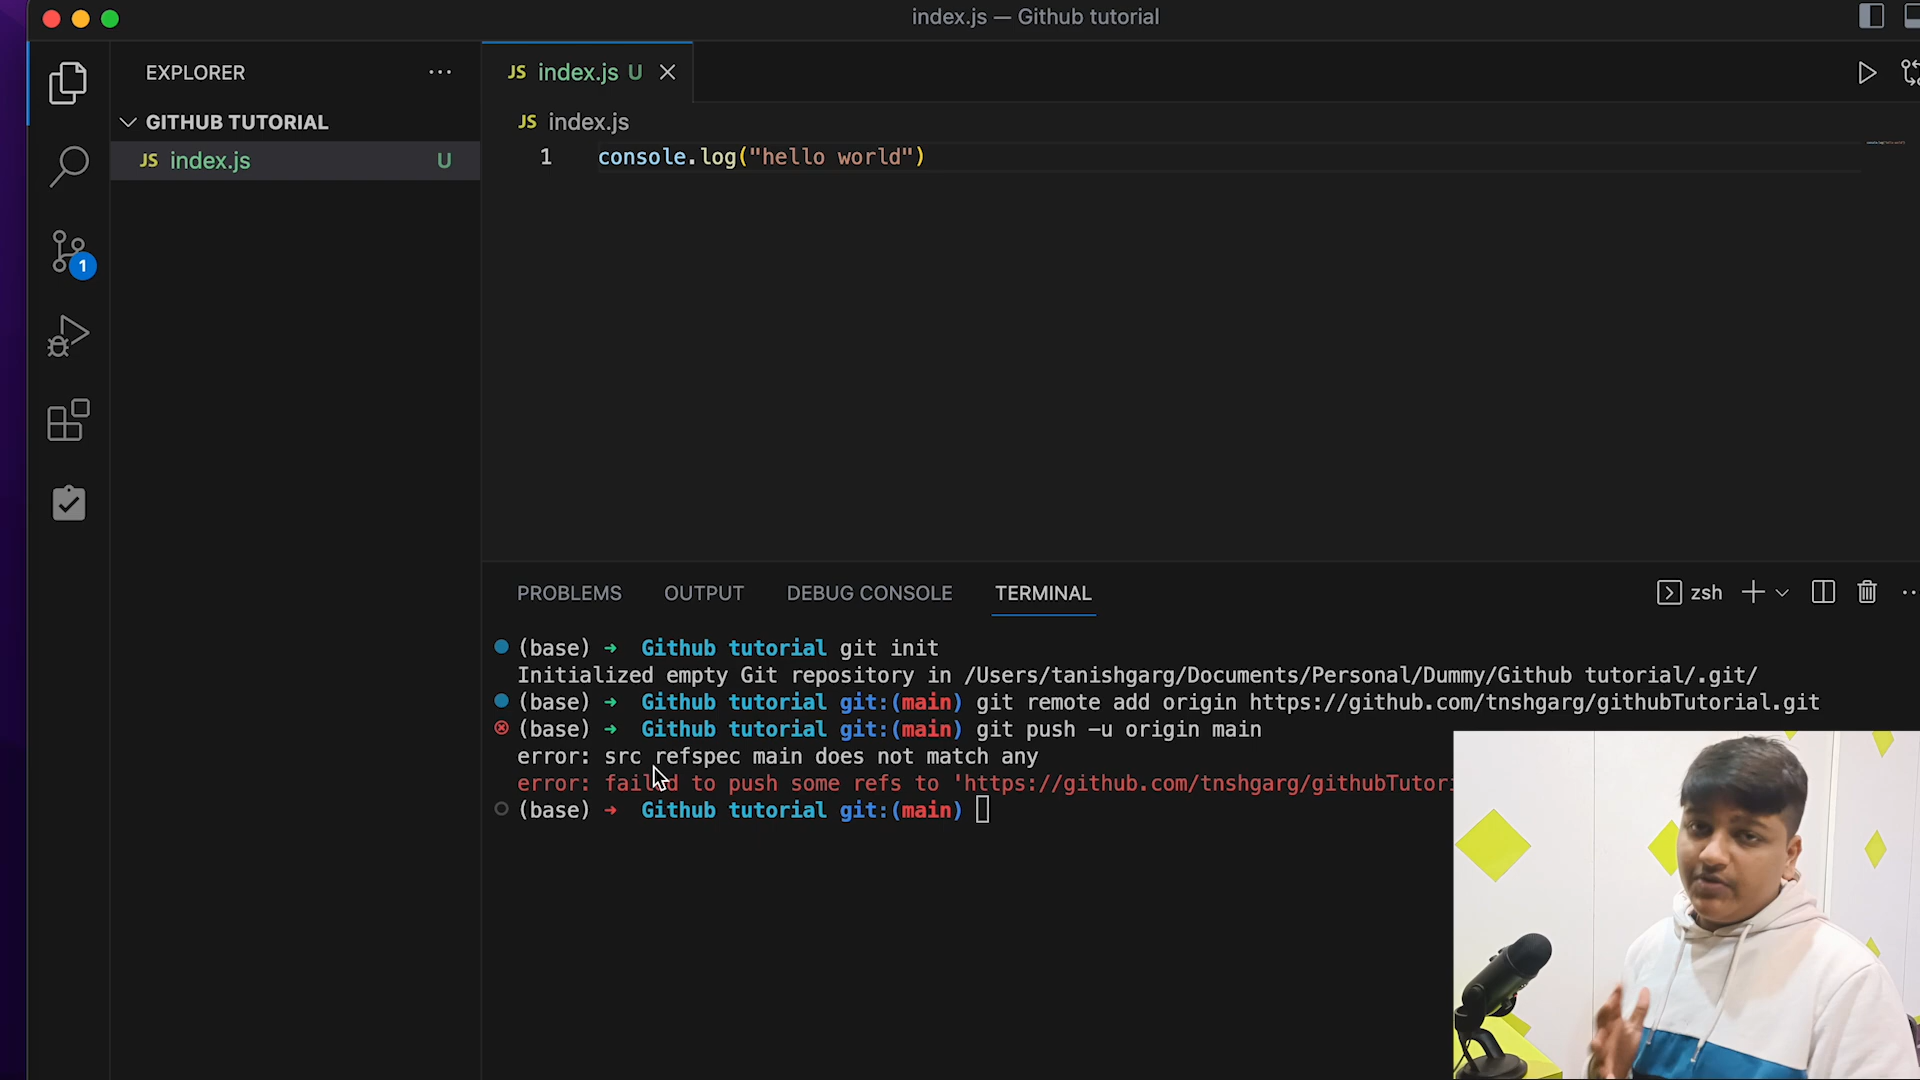 index.js — Github tutorial
EXPLORER
JS index.js U
GITHUB TUTORIAL
JS index.js
JS index.js U
1 console.log("hello world")
1
PROBLEMS OUTPUT DEBUG CONSOLE TERMINAL zsh
(base) ➜ Github tutorial git init
Initialized empty Git repository in /Users/tanishgarg/Documents/Personal/Dummy/Github tutorial/.git/
(base) ➜ Github tutorial git:(main) git remote add origin https://github.com/tnshgarg/githubTutorial.git
(base) ➜ Github tutorial git:(main) git push -u origin main
error: src refspec main does not match any
error: failed to push some refs to 'https://github.com/tnshgarg/githubTutori
(base) ➜ Github tutorial git:(main)